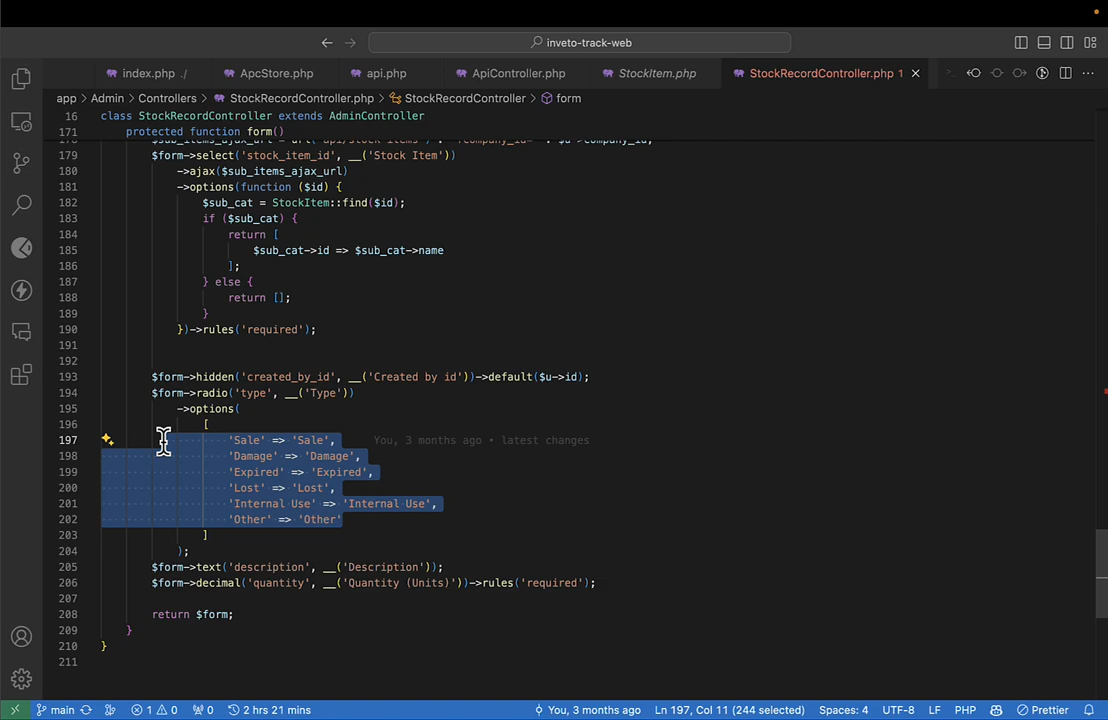 inveto-track-web
index.php ./
ApcStore.php
api.php
ApiController.php
StockItem.php
StockRecordController.php 1
app > Admin > Controllers > StockRecordController.php > StockRecordController > form
16 class StockRecordController extends AdminController
171 protected function form()
179 $form->select('stock_item_id', __('Stock Item'))
180 ->ajax($sub_items_ajax_url)
181 ->options(function ($id) {
182 $sub_cat = StockItem::find($id);
183 if ($sub_cat) {
184 return [
185 $sub_cat->id => $sub_cat->name
186 ];
187 } else {
188 return [];
189 }
190 })->rules('required');
191
192
193 $form->hidden('created_by_id', __('Created by id'))->default($u->id);
194 $form->radio('type', __('Type'))
195 ->options(
196 [
197 'Sale' => 'Sale', You, 3 months ago • latest changes
198 'Damage' => 'Damage',
199 'Expired' => 'Expired',
200 'Lost' => 'Lost',
201 'Internal Use' => 'Internal Use',
202 'Other' => 'Other'
203 ]
204 );
205 $form->text('description', __('Description'));
206 $form->decimal('quantity', __('Quantity (Units)'))->rules('required');
207
208 return $form;
209 }
210 }
211
main 1 0 0 2 hrs 21 mins You, 3 months ago Ln 197, Col 11 (244 selected) Spaces: 4 UTF-8 LF PHP Prettier